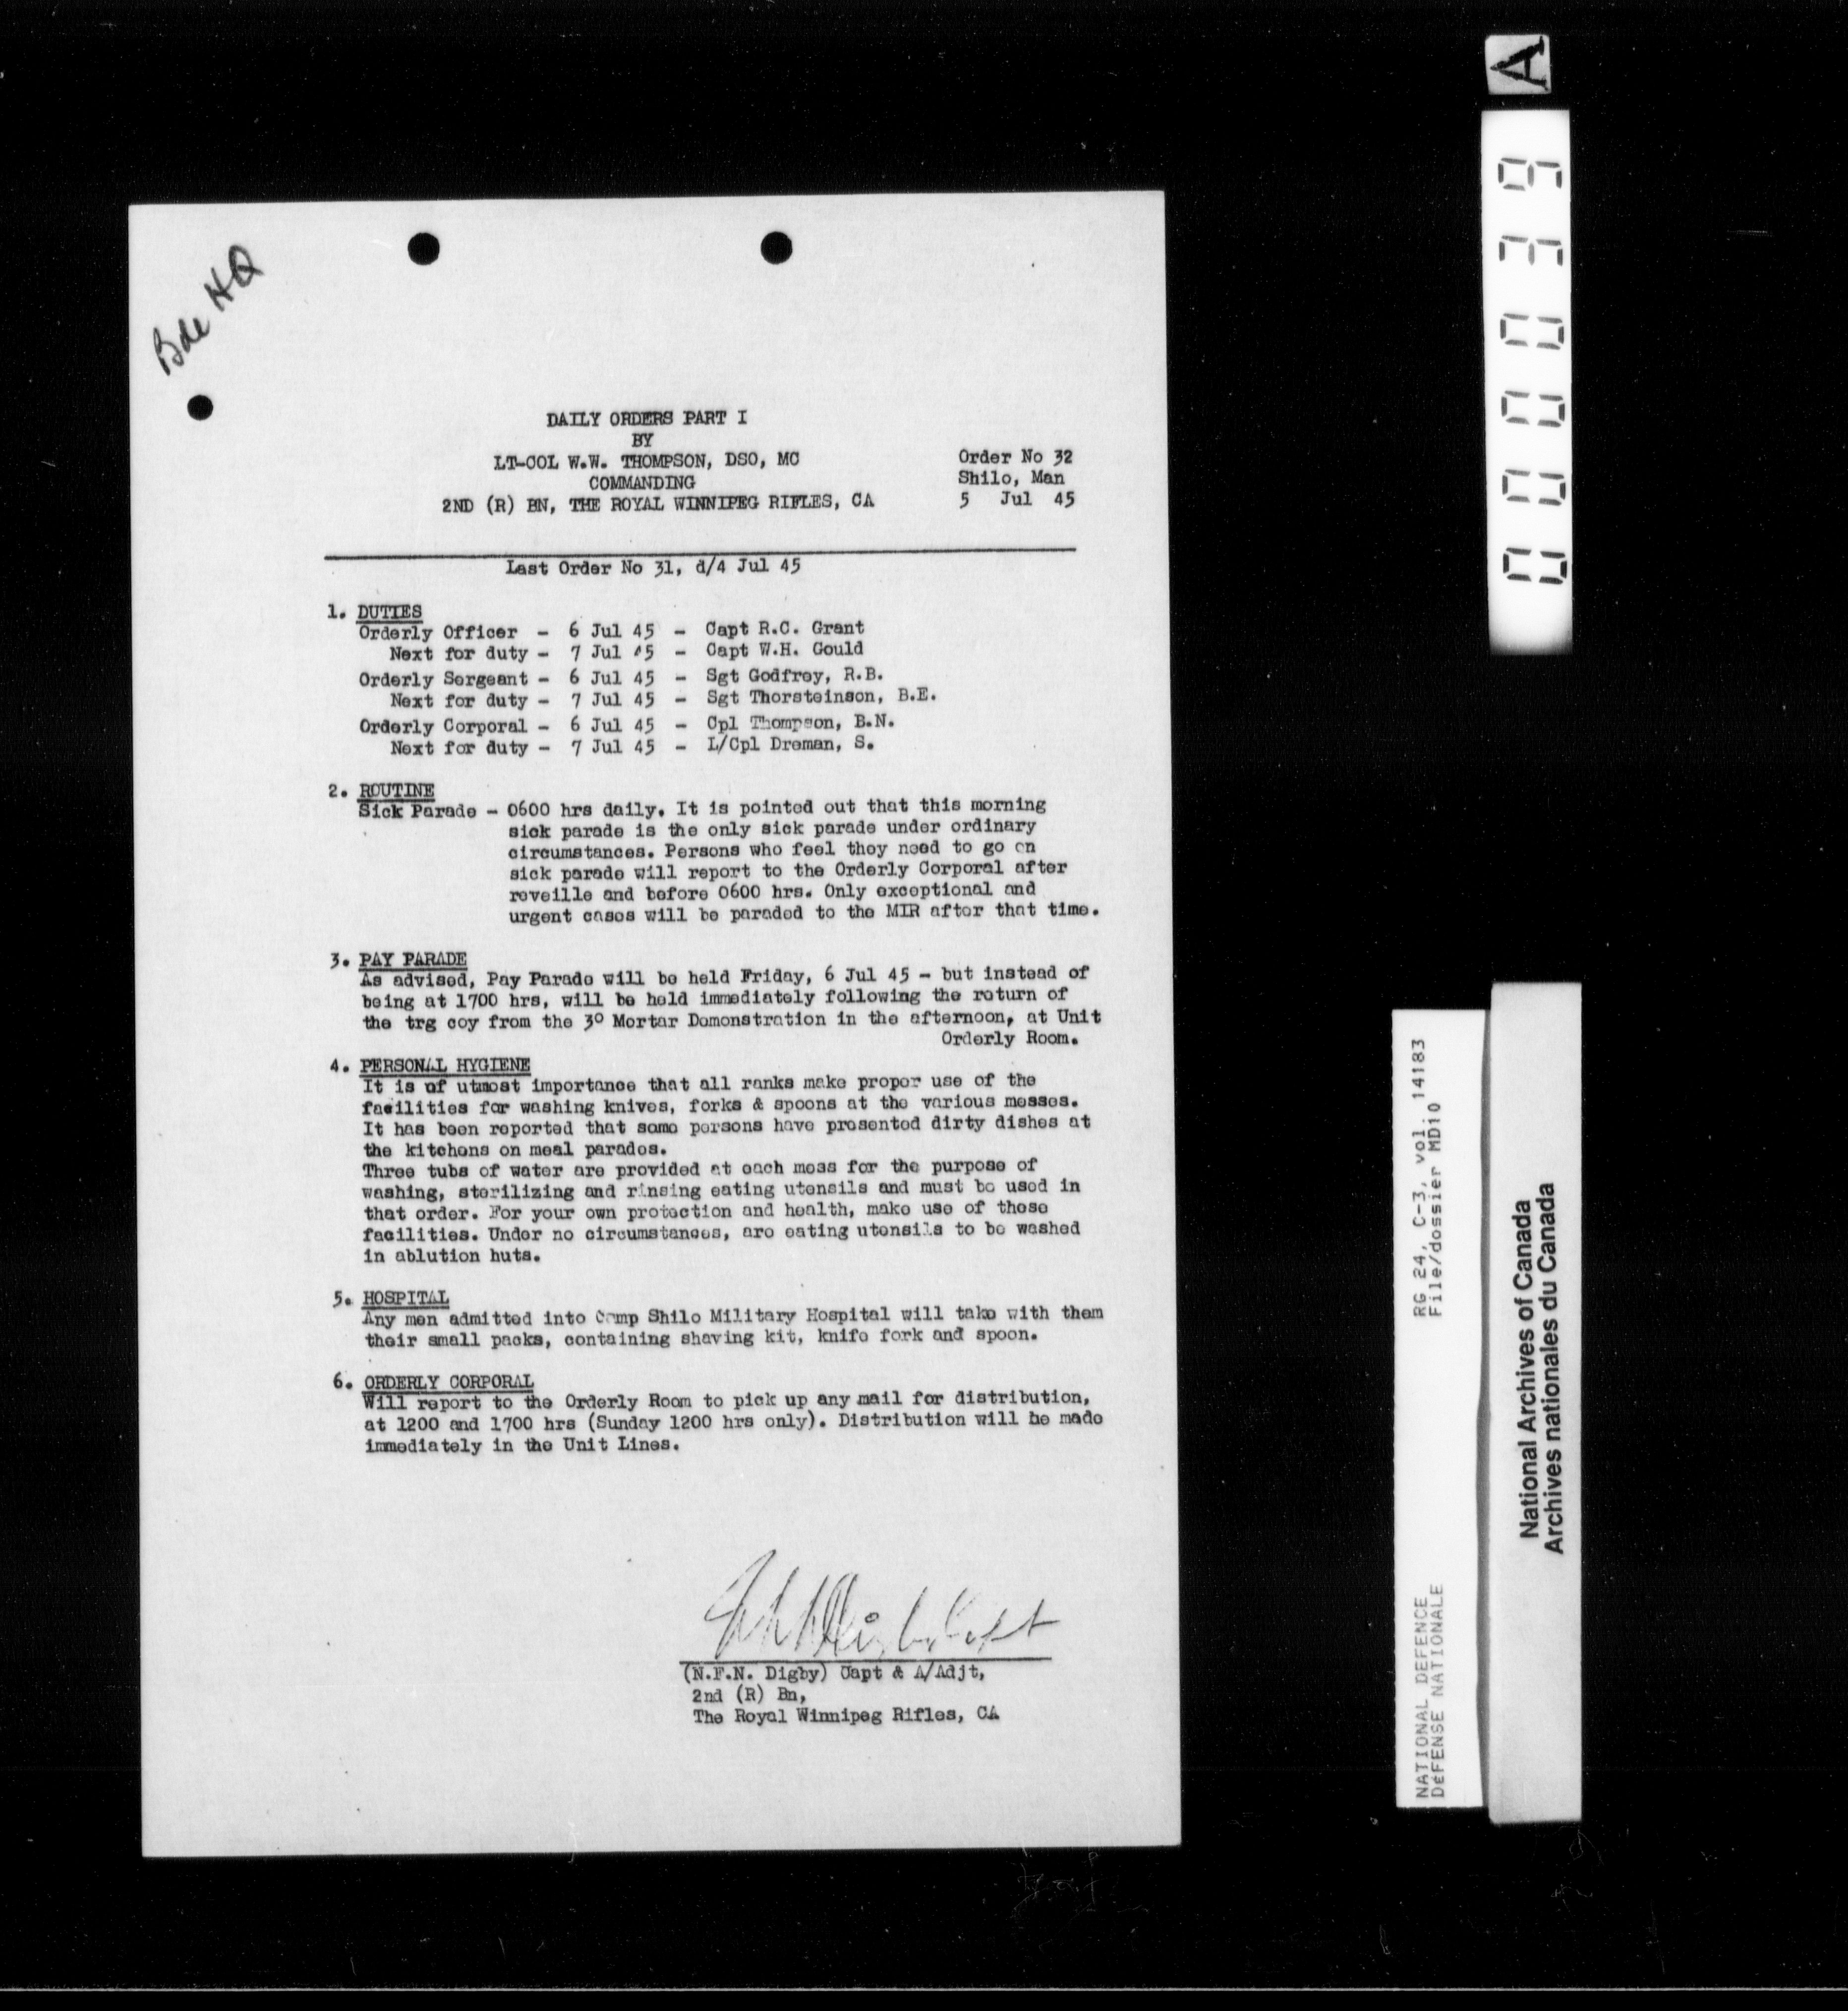 Bde HQ
DAILY ORDERS PART I
BY
LT-COL W.W. THOMPSON, DSO, MC
COMMANDING
2ND (R) BN, THE ROYAL WINNIPEG RIFLES, CA
Order No 32
Shilo, Man
5 Jul 45
Last Order No 31, d/4 Jul 45
1. DUTIES
Orderly Officer - 6 Jul 45 - Capt R.C. Grant
Next for duty - 7 Jul 45 - Capt W.H. Gould
Orderly Sergeant - 6 Jul 45 - Sgt Godfrey, R.B.
Next for duty - 7 Jul 45 - Sgt Thorsteinson, B.E.
Orderly Corporal - 6 Jul 45 - Cpl Thompson, B.N.
Next for duty - 7 Jul 45 - L/Cpl Dreman, S.
2. ROUTINE
Sick Parade - 0600 hrs daily. It is pointed out that this morning
sick parade is the only sick parade under ordinary
circumstances. Persons who feel they need to go on
sick parade will report to the Orderly Corporal after
reveille and before 0600 hrs. Only exceptional and
urgent cases will be paraded to the MIR after that time.
3. PAY PARADE
As advised, Pay Parade will be held Friday, 6 Jul 45 - but instead of
being at 1700 hrs, will be held immediately following the return of
the trg coy from the 3º Mortar Demonstration in the afternoon, at Unit
Orderly Room.
4. PERSONAL HYGIENE
It is of utmost importance that all ranks make proper use of the
facilities for washing knives, forks & spoons at the various messes.
It has been reported that some persons have presented dirty dishes at
the kitchens on meal parades.
Three tubs of water are provided at each mess for the purpose of
washing, sterilizing and rinsing eating utensils and must be used in
that order. For your own protection and health, make use of these
facilities. Under no circumstances, are eating utensils to be washed
in ablution huts.
5. HOSPITAL
Any men admitted into Camp Shilo Military Hospital will take with them
their small packs, containing shaving kit, knife fork and spoon.
6. ORDERLY CORPORAL
Will report to the Orderly Room to pick up any mail for distribution,
at 1200 and 1700 hrs (Sunday 1200 hrs only). Distribution will be made
immediately in the Unit Lines.
(N.F.N. Digby) Capt & A/Adjt,
2nd (R) Bn,
The Royal Winnipeg Rifles, CA
A
000039
RG 24, C-3, vol. 14183
File/dossier MD10
NATIONAL DEFENCE
DÉFENSE NATIONALE
National Archives of Canada
Archives nationales du Canada